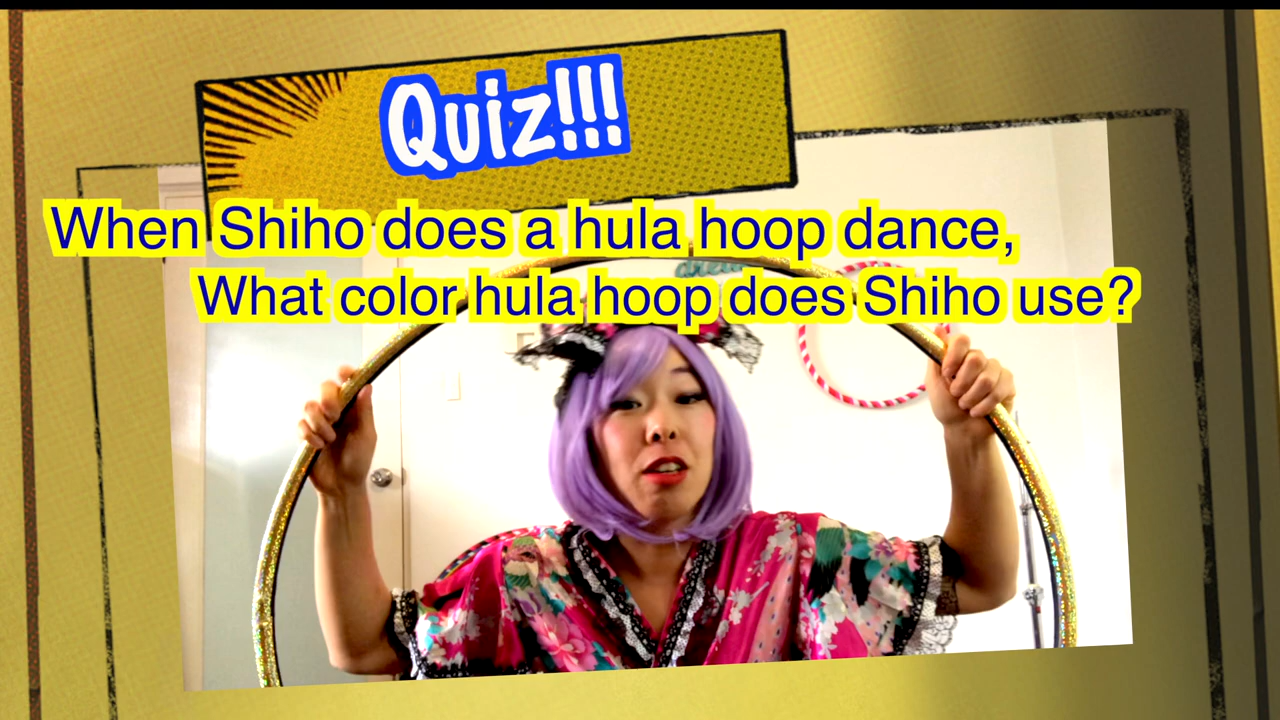 Quiz!!!
When Shiho does a hula hoop dance,
What color hula hoop does Shiho use?